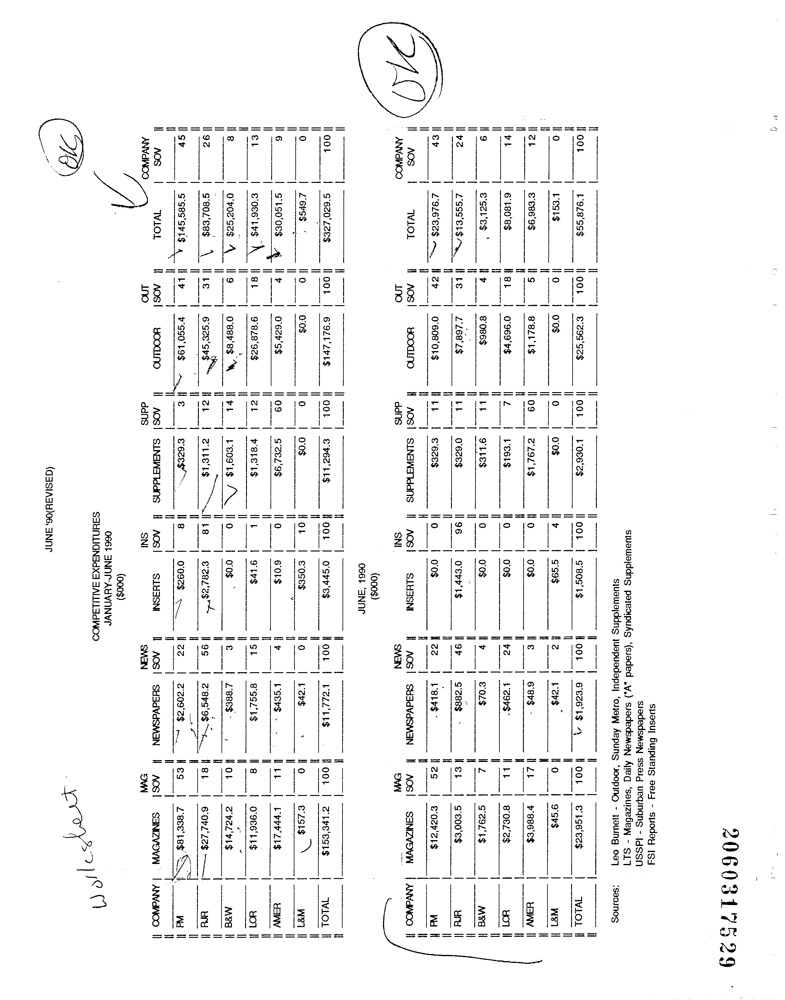 JUNE '90(REVISED)
OK
Worksheet
COMPETITIVE EXPENDITURES
JANUARY-JUNE 1990
($000)
COMPANY MAGAZINES MAG SOV NEWSPAPERS NEWS SOV INSERTS INS SOV SUPPLEMENTS SUPP SOV OUTDOOR OUT SOV TOTAL COMPANY SOV
PM $81,338.7 53 $2,602.2 22 $260.0 8 $329.3 3 $61,055.4 41 $145,585.5 45
RJR $27,740.9 18 $6,548.2 56 $2,782.3 81 $1,311.2 12 $45,325.9 31 $83,708.5 26
B&W $14,724.2 10 $388.7 3 $0.0 0 $1,603.1 14 $8,488.0 6 $25,204.0 8
LOR $11,936.0 8 $1,755.8 15 $41.6 1 $1,318.4 12 $26,878.6 18 $41,930.3 13
AMER $17,444.1 11 $435.1 4 $10.9 0 $6,732.5 60 $5,429.0 4 $30,051.5 9
L&M $157.3 0 $42.1 0 $350.3 10 $0.0 0 $0.0 0 $549.7 0
TOTAL $153,341.2 100 $11,772.1 100 $3,445.0 100 $11,294.3 100 $147,176.9 100 $327,029.5 100
OK
JUNE, 1990
($000)
COMPANY MAGAZINES MAG SOV NEWSPAPERS NEWS SOV INSERTS INS SOV SUPPLEMENTS SUPP SOV OUTDOOR OUT SOV TOTAL COMPANY SOV
PM $12,420.3 52 $418.1 22 $0.0 0 $329.3 11 $10,809.0 42 $23,976.7 43
RJR $3,003.5 13 $882.5 46 $1,443.0 96 $329.0 11 $7,897.7 31 $13,555.7 24
B&W $1,762.5 7 $70.3 4 $0.0 0 $311.6 11 $980.8 4 $3,125.3 6
LOR $2,730.8 11 $462.1 24 $0.0 0 $193.1 7 $4,696.0 18 $8,081.9 14
AMER $3,988.4 17 $48.9 3 $0.0 0 $1,767.2 60 $1,178.8 5 $6,983.3 12
L&M $45.6 0 $42.1 2 $65.5 4 $0.0 0 $0.0 0 $153.1 0
TOTAL $23,951.3 100 $1,923.9 100 $1,508.5 100 $2,930.1 100 $25,562.3 100 $55,876.1 100
Sources: Leo Burnett - Outdoor, Sunday Metro, Independent Supplements
LTS - Magazines, Daily Newspapers ("A" papers), Syndicated Supplements
USSPI - Suburban Press Newspapers
FSI Reports - Free Standing Inserts
2060317529